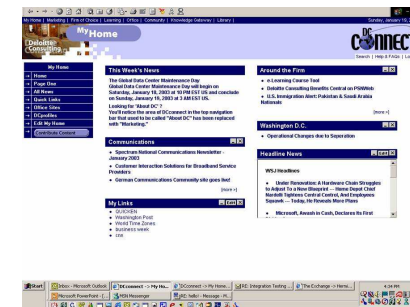 My Home | Marketing | Firm of Choice | Learning | Office | Community | Knowledge Gateway | Library |
Sunday, January 19,
Deloitte
Consulting
My Home
DCONNECT
Search | Help & FAQs |
My Home
Home
Page One
All News
Quick Links
Office Sites
DCprofiles
Edit My Home
Contribute Content
This Week's News
The Global Data Center Maintenance Day
Global Data Center Maintenance Day will begin on
Saturday, January 18, 2003 at 10 PM EST US and conclude
on Sunday, January 19, 2003 at 3 AM EST US.
Looking for "About DC"?
You'll notice the area of DConnect in the top navigation
bar that used to be called "About DC" has been replaced
with "Marketing."
Communications
Spectrum National Communications Newsletter -
January 2003
Customer Interaction Solutions for Broadband Service
Providers
German Communications Community site goes live!
[more >]
My Links
Edit
QUICKEN
Washington Post
World Time Zones
business week
cnn
Around the Firm
e-Learning Course Tool
Deloitte Consulting Benefits Central on PSWWeb
U.S. Immigration Alert: Pakistan & Saudi Arabia
Nationals
[more >]
Washington D.C.
Operational Changes due to Seperation
Headline News
Edit
WSJ Headlines
Under Renovation: A Hardware Chain Struggles
to Adjust To a New Blueprint -- Home Depot Chief
Nardelli Tightens Central Control, And Employees
Squawk -- Today, He Reveals More Plans
Microsoft, Awash in Cash, Declares Its First
Start
Inbox - Microsoft Outlook
DConnect -> My Ho...
DConnect -> My Home...
RE: Integration Testing ...
The Exchange -> Home...
4:34 PM
Microsoft PowerPoint - [...
MSN Messenger
RE: hello! - Message - M...